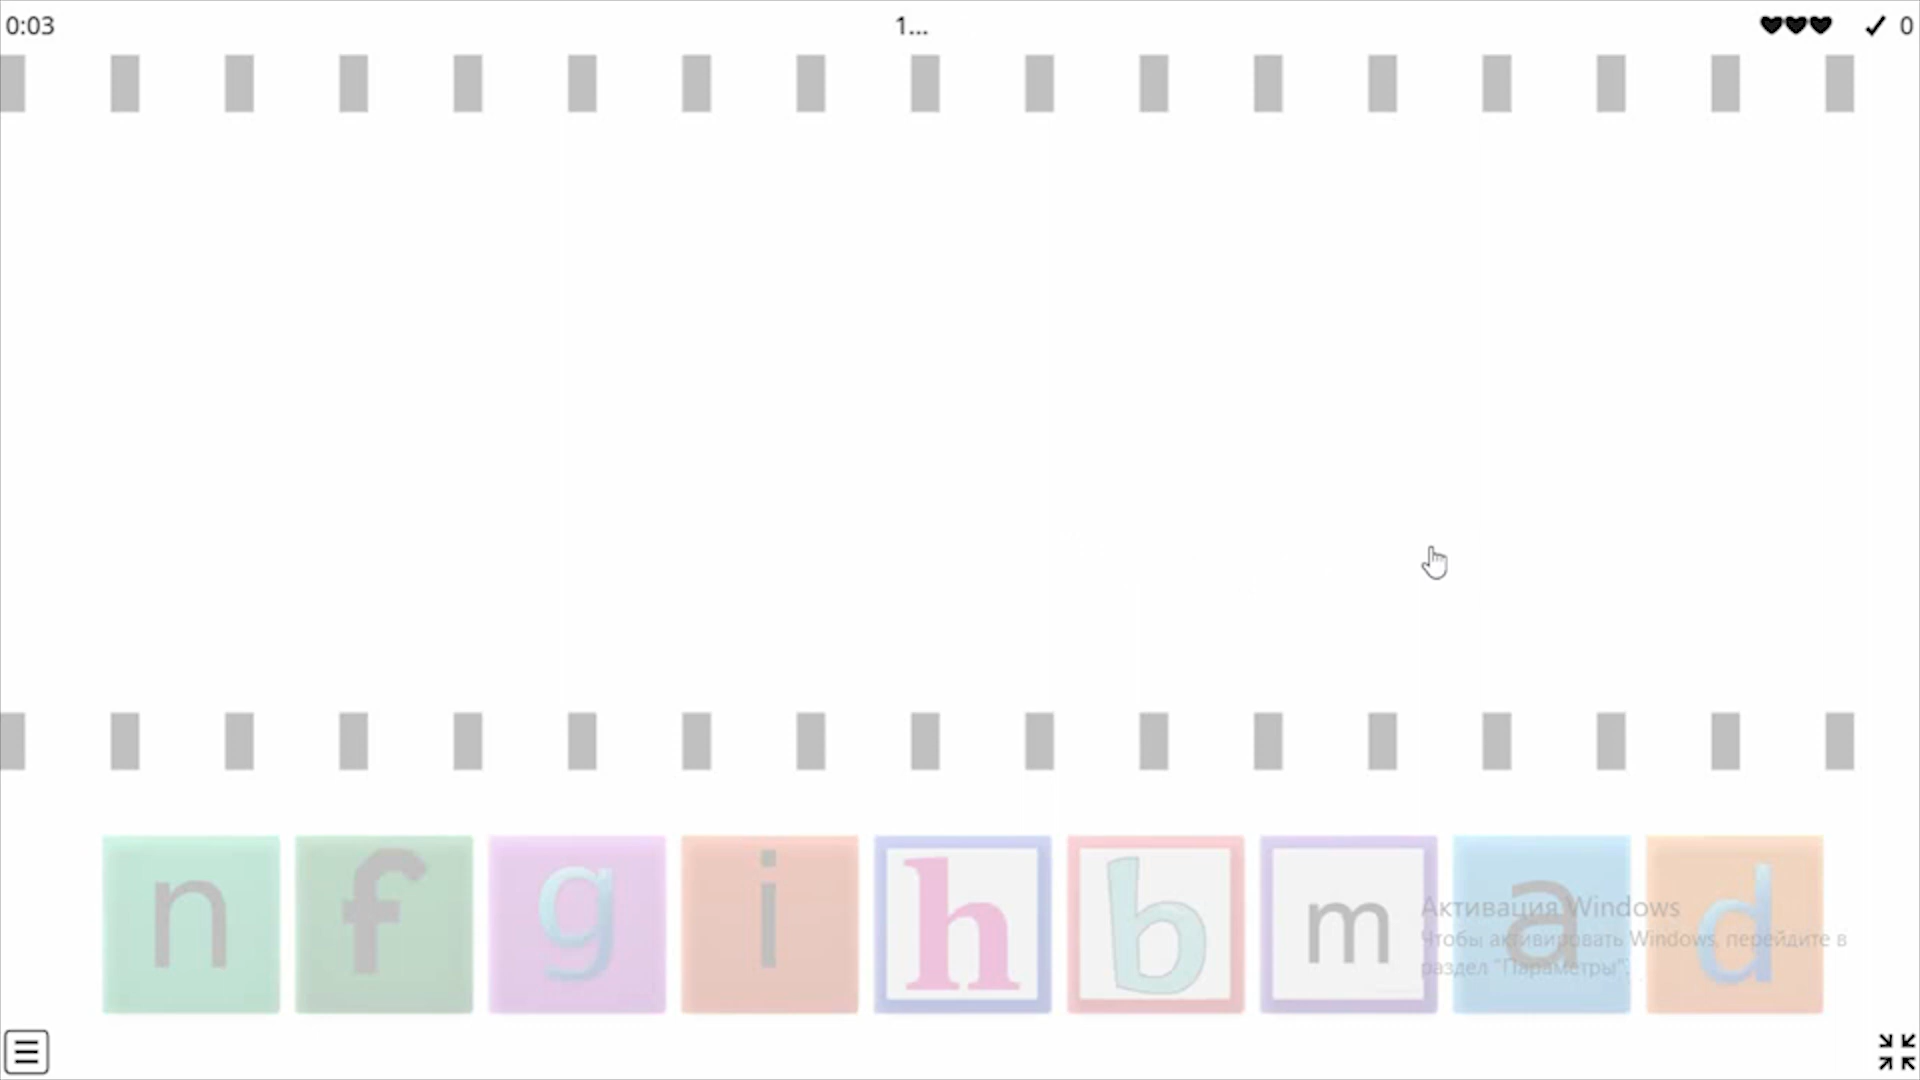 0:03
1...
✓ 0
n f g i h b m a d
Активация Windows
Чтобы активировать Windows, перейдите в
раздел "Параметры".